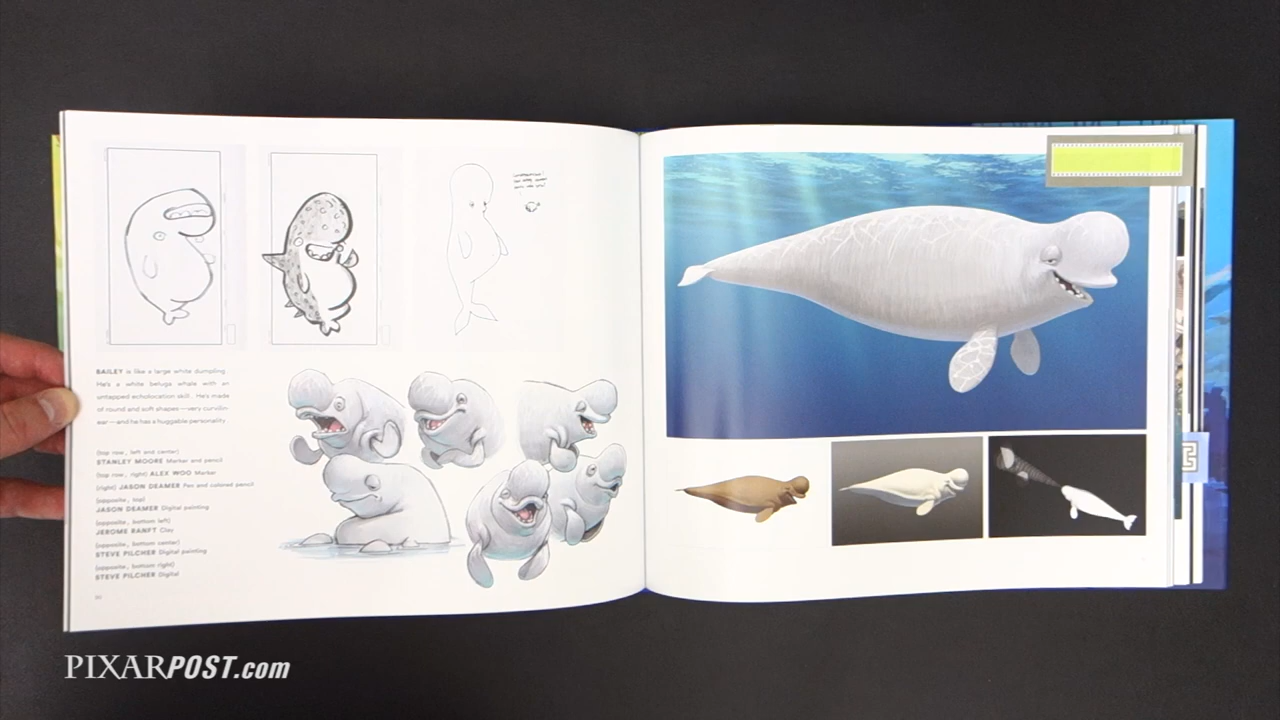 BAILEY is like a large white dumpling.
He's a white beluga whale with an
untapped echolocation skill. He's made
of round and soft shapes—very curvilin-
ear—and he has a huggable personality
(top row, left and center)
STANLEY MOORE Marker and pencil
(top row, right) ALEX WOO Marker
(right) JASON DEAMER Pen and colored pencil
(opposite, top)
JASON DEAMER Digital painting
(opposite, bottom left)
JEROME RANFT Clay
(opposite, bottom center)
STEVE PILCHER Digital painting
(opposite, bottom right)
STEVE PILCHER Digital
PIXARPOST.com